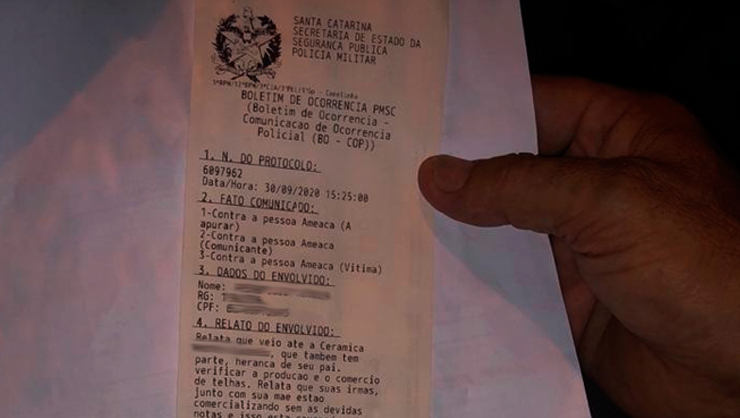 SANTA CATARINA
SECRETARIA DE ESTADO DA
SEGURANCA PUBLICA
POLICIA MILITAR
BOLETIM DE OCORRENCIA PMSC
(Boletim de Ocorrencia -
Comunicacao de Ocorrencia
Policial (BO - COP))
1. N. DO PROTOCOLO:
6097962
Data/Hora: 30/09/2020 15:25:00
2. FATO COMUNICADO:
1-Contra a pessoa Ameaca (A
apurar)
2-Contra a pessoa Ameaca
(Comunicante)
3-Contra a pessoa Ameaca (Vitima)
3. DADOS DO ENVOLVIDO:
Nome:
RG: 1
CPF:
4. RELATO DO ENVOLVIDO:
Relata que veio ate a Ceramica
, que tambem tem
parte, heranca de seu pai.
verificar a producao e o comercio
de telhas. Relata que suas irmas,
junto com sua mae estao
comercializando sem as devidas
notas e isso